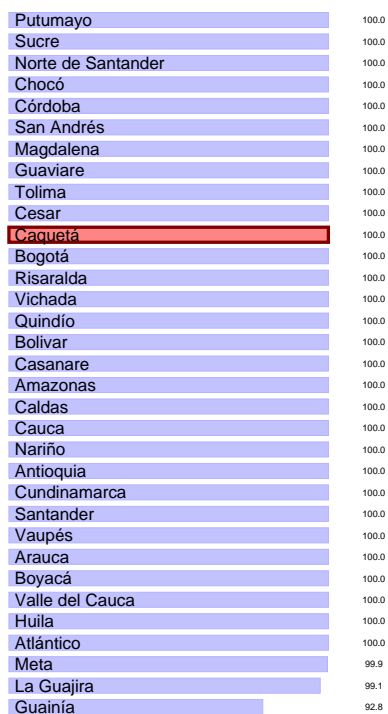 Putumayo 100.0
Sucre 100.0
Norte de Santander 100.0
Chocó 100.0
Córdoba 100.0
San Andrés 100.0
Magdalena 100.0
Guaviare 100.0
Tolima 100.0
Cesar 100.0
Caquetá 100.0
Bogotá 100.0
Risaralda 100.0
Vichada 100.0
Quindío 100.0
Bolivar 100.0
Casanare 100.0
Amazonas 100.0
Caldas 100.0
Cauca 100.0
Nariño 100.0
Antioquia 100.0
Cundinamarca 100.0
Santander 100.0
Vaupés 100.0
Arauca 100.0
Boyacá 100.0
Valle del Cauca 100.0
Huila 100.0
Atlántico 100.0
Meta 99.9
La Guajira 99.1
Guainía 92.8